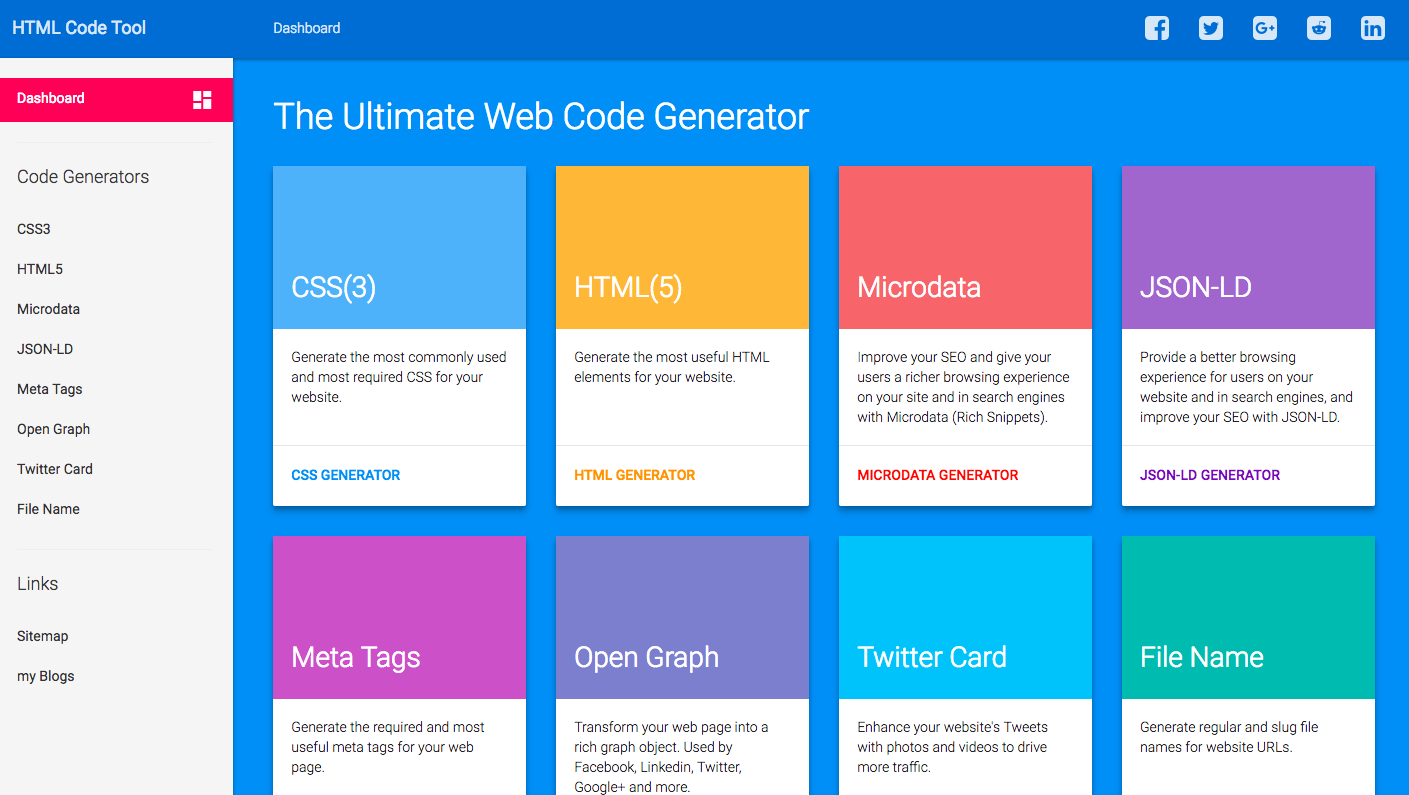 HTML Code Tool
Dashboard
Dashboard
Code Generators
CSS3
HTML5
Microdata
JSON-LD
Meta Tags
Open Graph
Twitter Card
File Name
Links
Sitemap
my Blogs
The Ultimate Web Code Generator
CSS(3)
Generate the most commonly used
and most required CSS for your
website.
CSS GENERATOR
HTML(5)
Generate the most useful HTML
elements for your website.
HTML GENERATOR
Microdata
Improve your SEO and give your
users a richer browsing experience
on your site and in search engines
with Microdata (Rich Snippets).
MICRODATA GENERATOR
JSON-LD
Provide a better browsing
experience for users on your
website and in search engines, and
improve your SEO with JSON-LD.
JSON-LD GENERATOR
Meta Tags
Generate the required and most
useful meta tags for your web
page.
Open Graph
Transform your web page into a
rich graph object. Used by
Facebook, Linkedin, Twitter,
Google+ and more.
Twitter Card
Enhance your website's Tweets
with photos and videos to drive
more traffic.
File Name
Generate regular and slug file
names for website URLs.